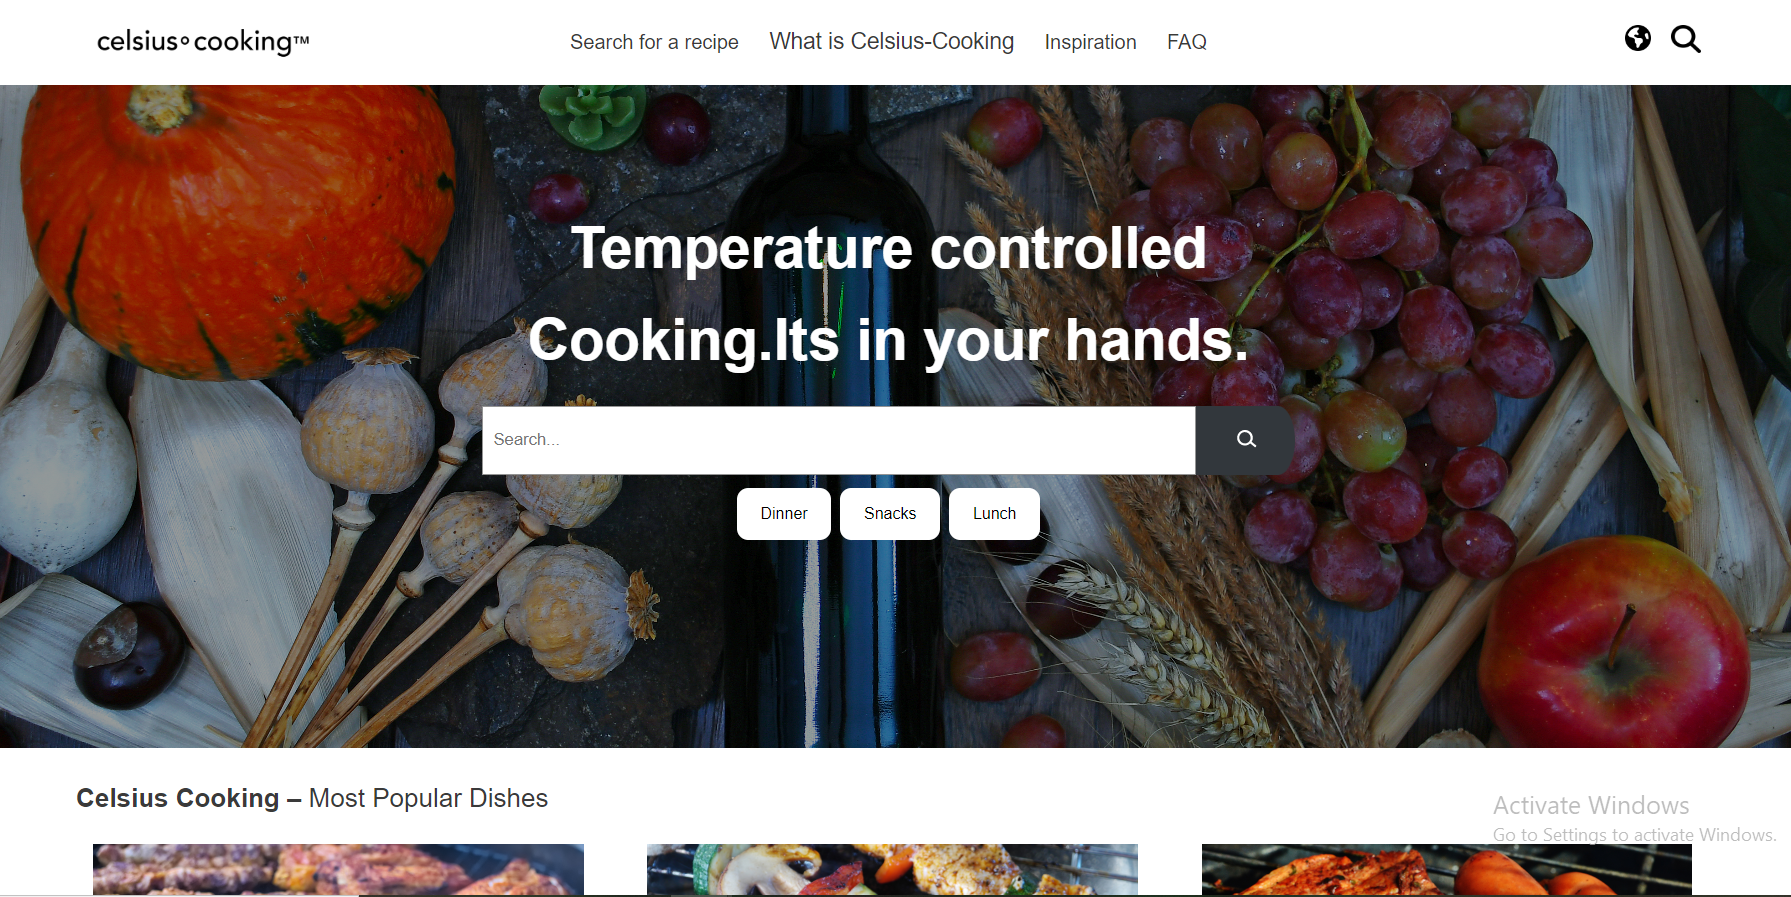 celsius° cooking™
Search for a recipe
What is Celsius-Cooking
Inspiration
FAQ
Temperature controlled
Cooking.Its in your hands.
Search...
Dinner
Snacks
Lunch
Celsius Cooking – Most Popular Dishes
Activate Windows
Go to Settings to activate Windows.